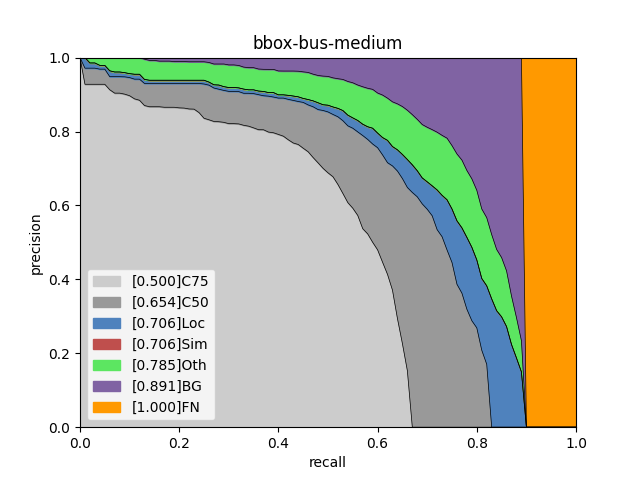 bbox-bus-medium
precision
1.0
0.8
0.6
0.4
0.2
0.0
[0.500]C75
[0.654]C50
[0.706]Loc
[0.706]Sim
[0.785]Oth
[0.891]BG
[1.000]FN
0.0 0.2 0.4 0.6 0.8 1.0
recall